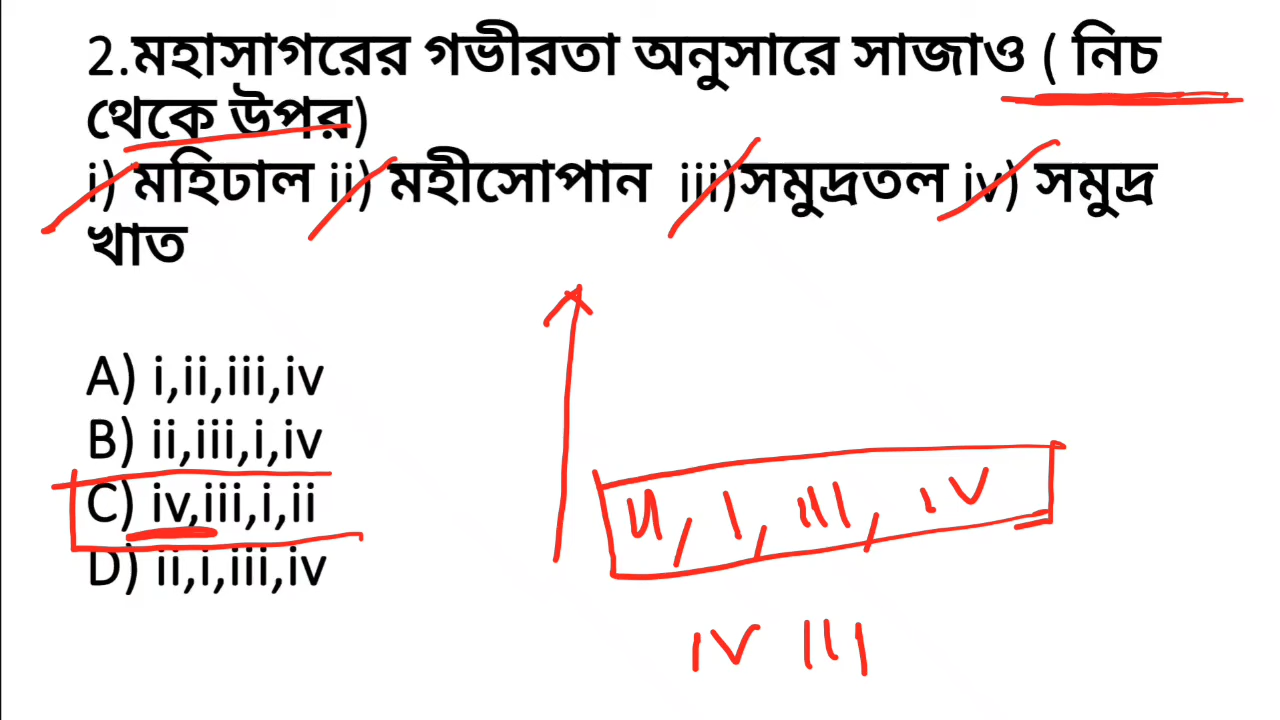 2.মহাসাগরের গভীরতা অনুসারে সাজাও ( নিচ
থেকে উপর)
i) মহিঢাল ii) মহীসোপান iii)সমুদ্রতল iv) সমুদ্র
খাত
A) i,ii,iii,iv
B) ii,iii,i,iv
C) iv,iii,i,ii
D) ii,i,iii,iv
II, I, III, IV
IV III